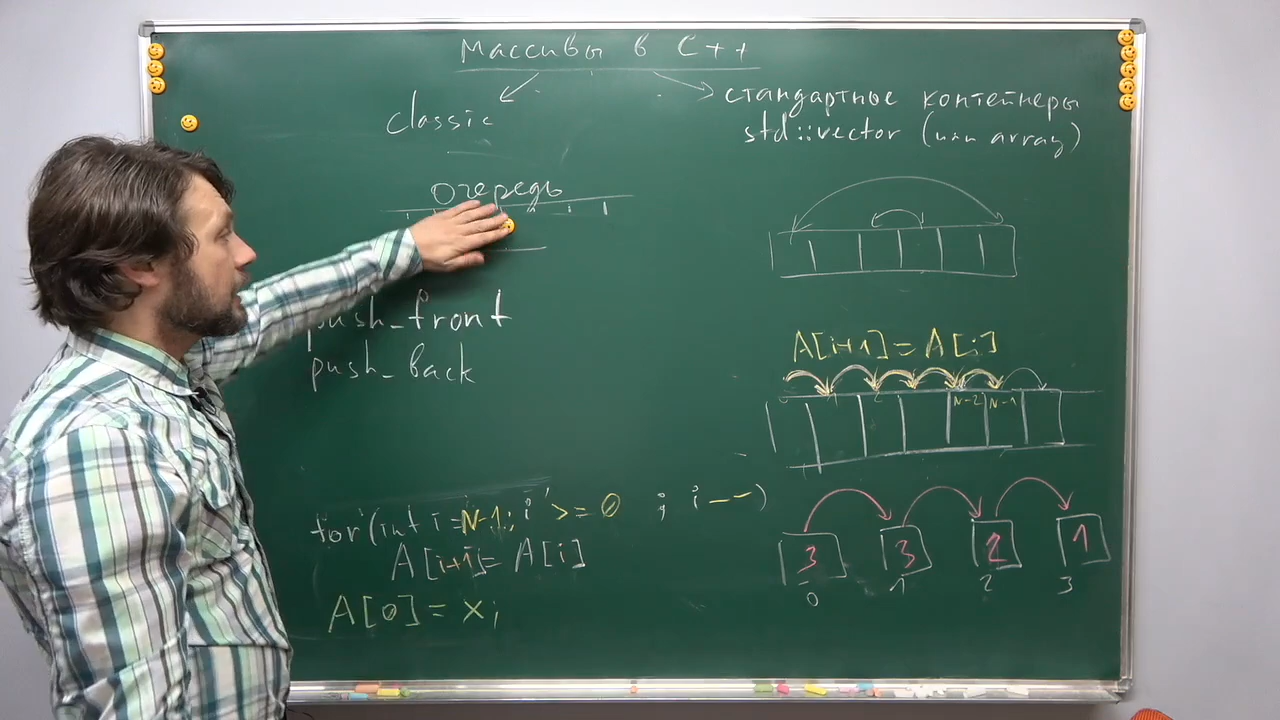 Массивы в C++
classic
стандартные контейнеры
std::vector (или array)
очередь
push_front
push_back
A[i+1]=A[i]
N-2 N-1
for(int i=N-1; i>=0 ; i--)
A[i+1]=A[i]
A[0]=x;
3 3 2 1
0 1 2 3